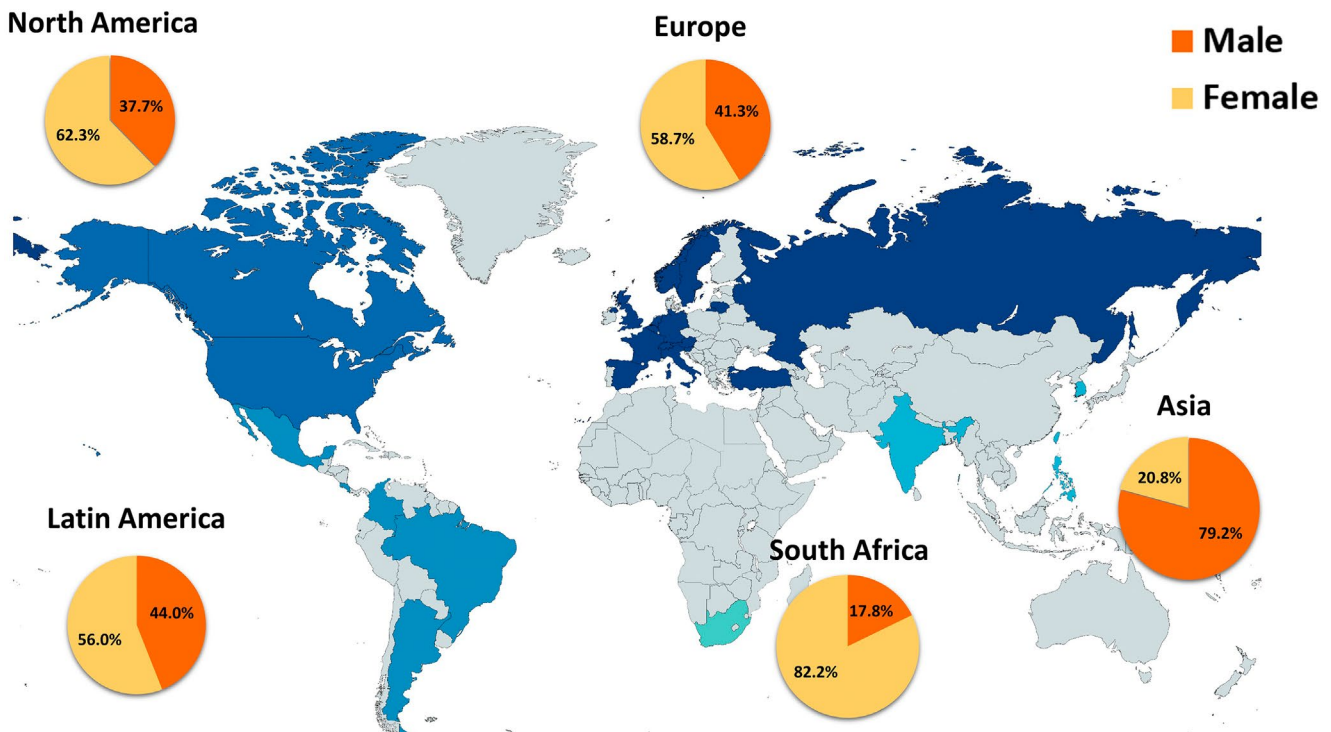 North America
37.7%
62.3%
Europe
41.3%
58.7%
Male
Female
Asia
20.8%
79.2%
Latin America
44.0%
56.0%
South Africa
17.8%
82.2%